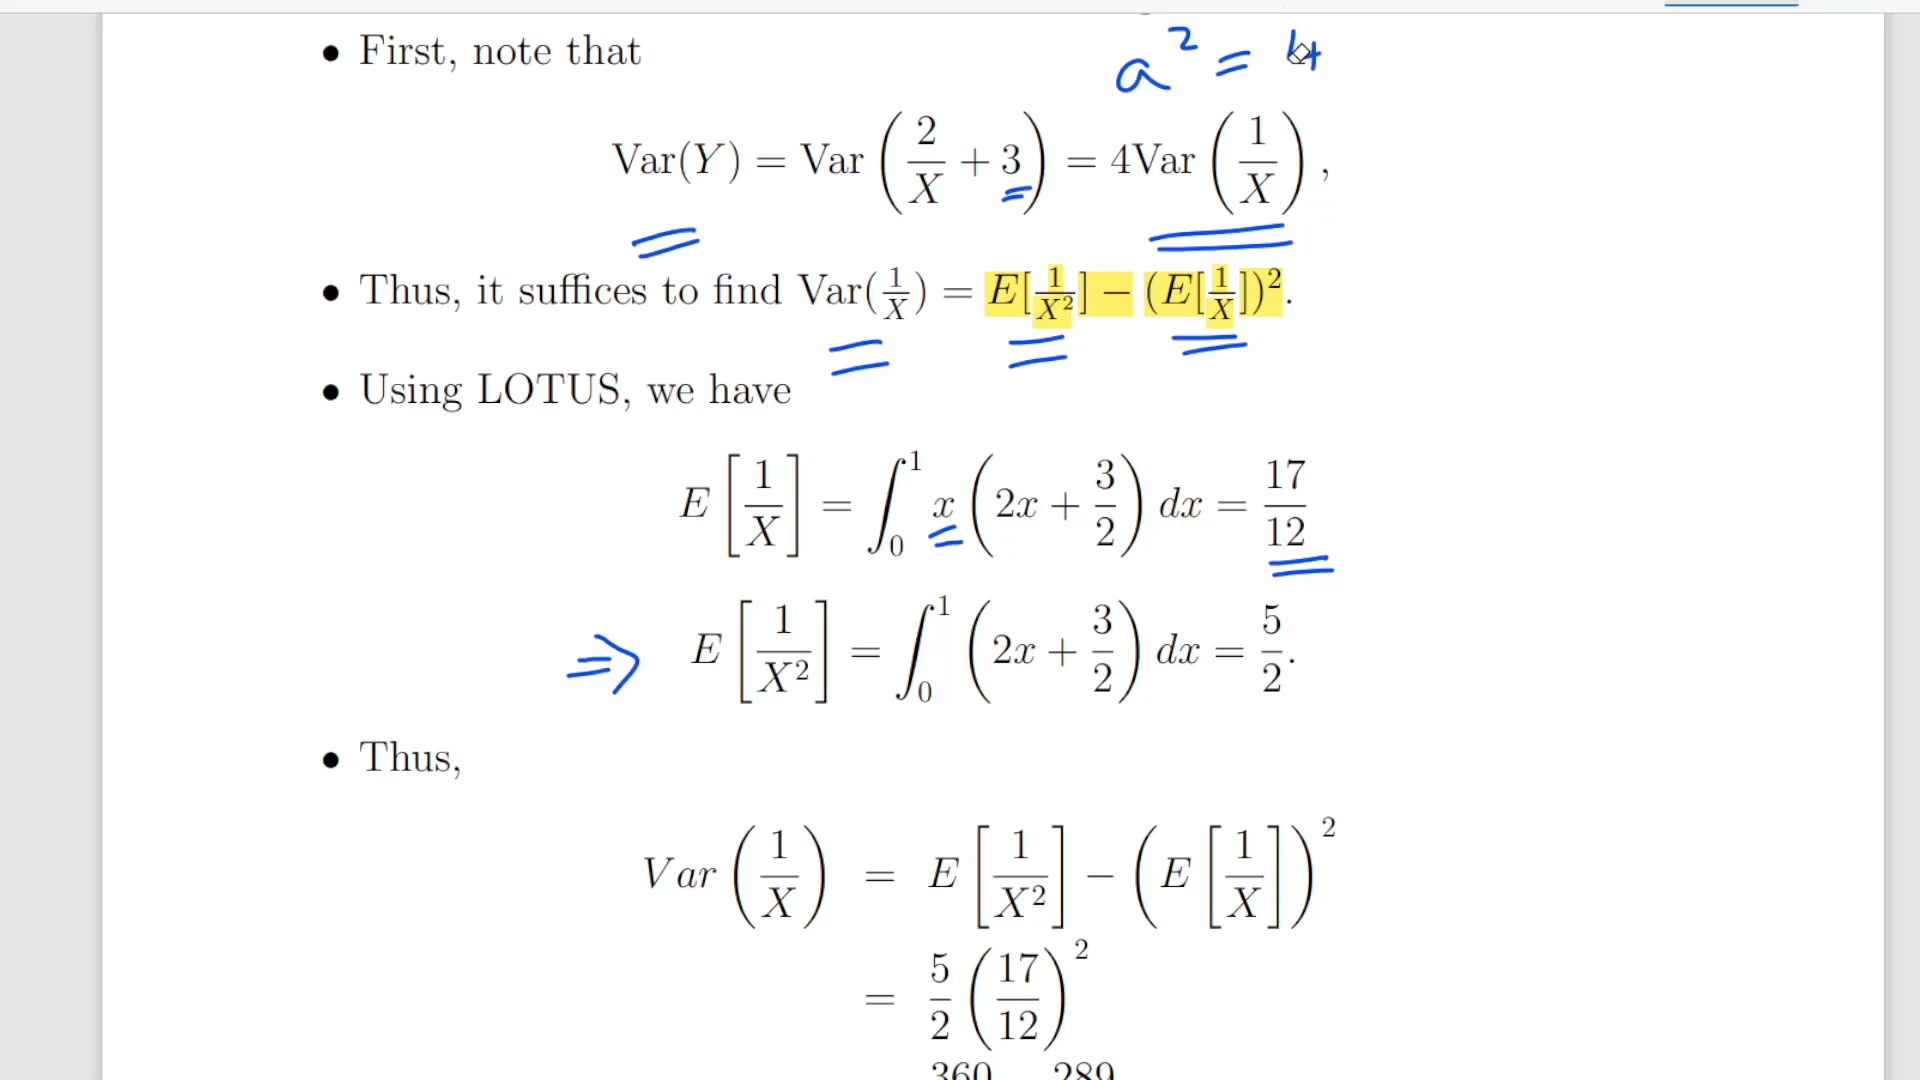 • First, note that
a² = 4
Var(Y) = Var(2/X + 3) = 4Var(1/X),
• Thus, it suffices to find Var(1/X) = E[1/X²] − (E[1/X])².
• Using LOTUS, we have
E[1/X] = ∫₀¹ x(2x + 3/2) dx = 17/12
⇒ E[1/X²] = ∫₀¹ (2x + 3/2) dx = 5/2.
• Thus,
Var(1/X) = E[1/X²] − (E[1/X])²
= 5/2 (17/12)²
360 289